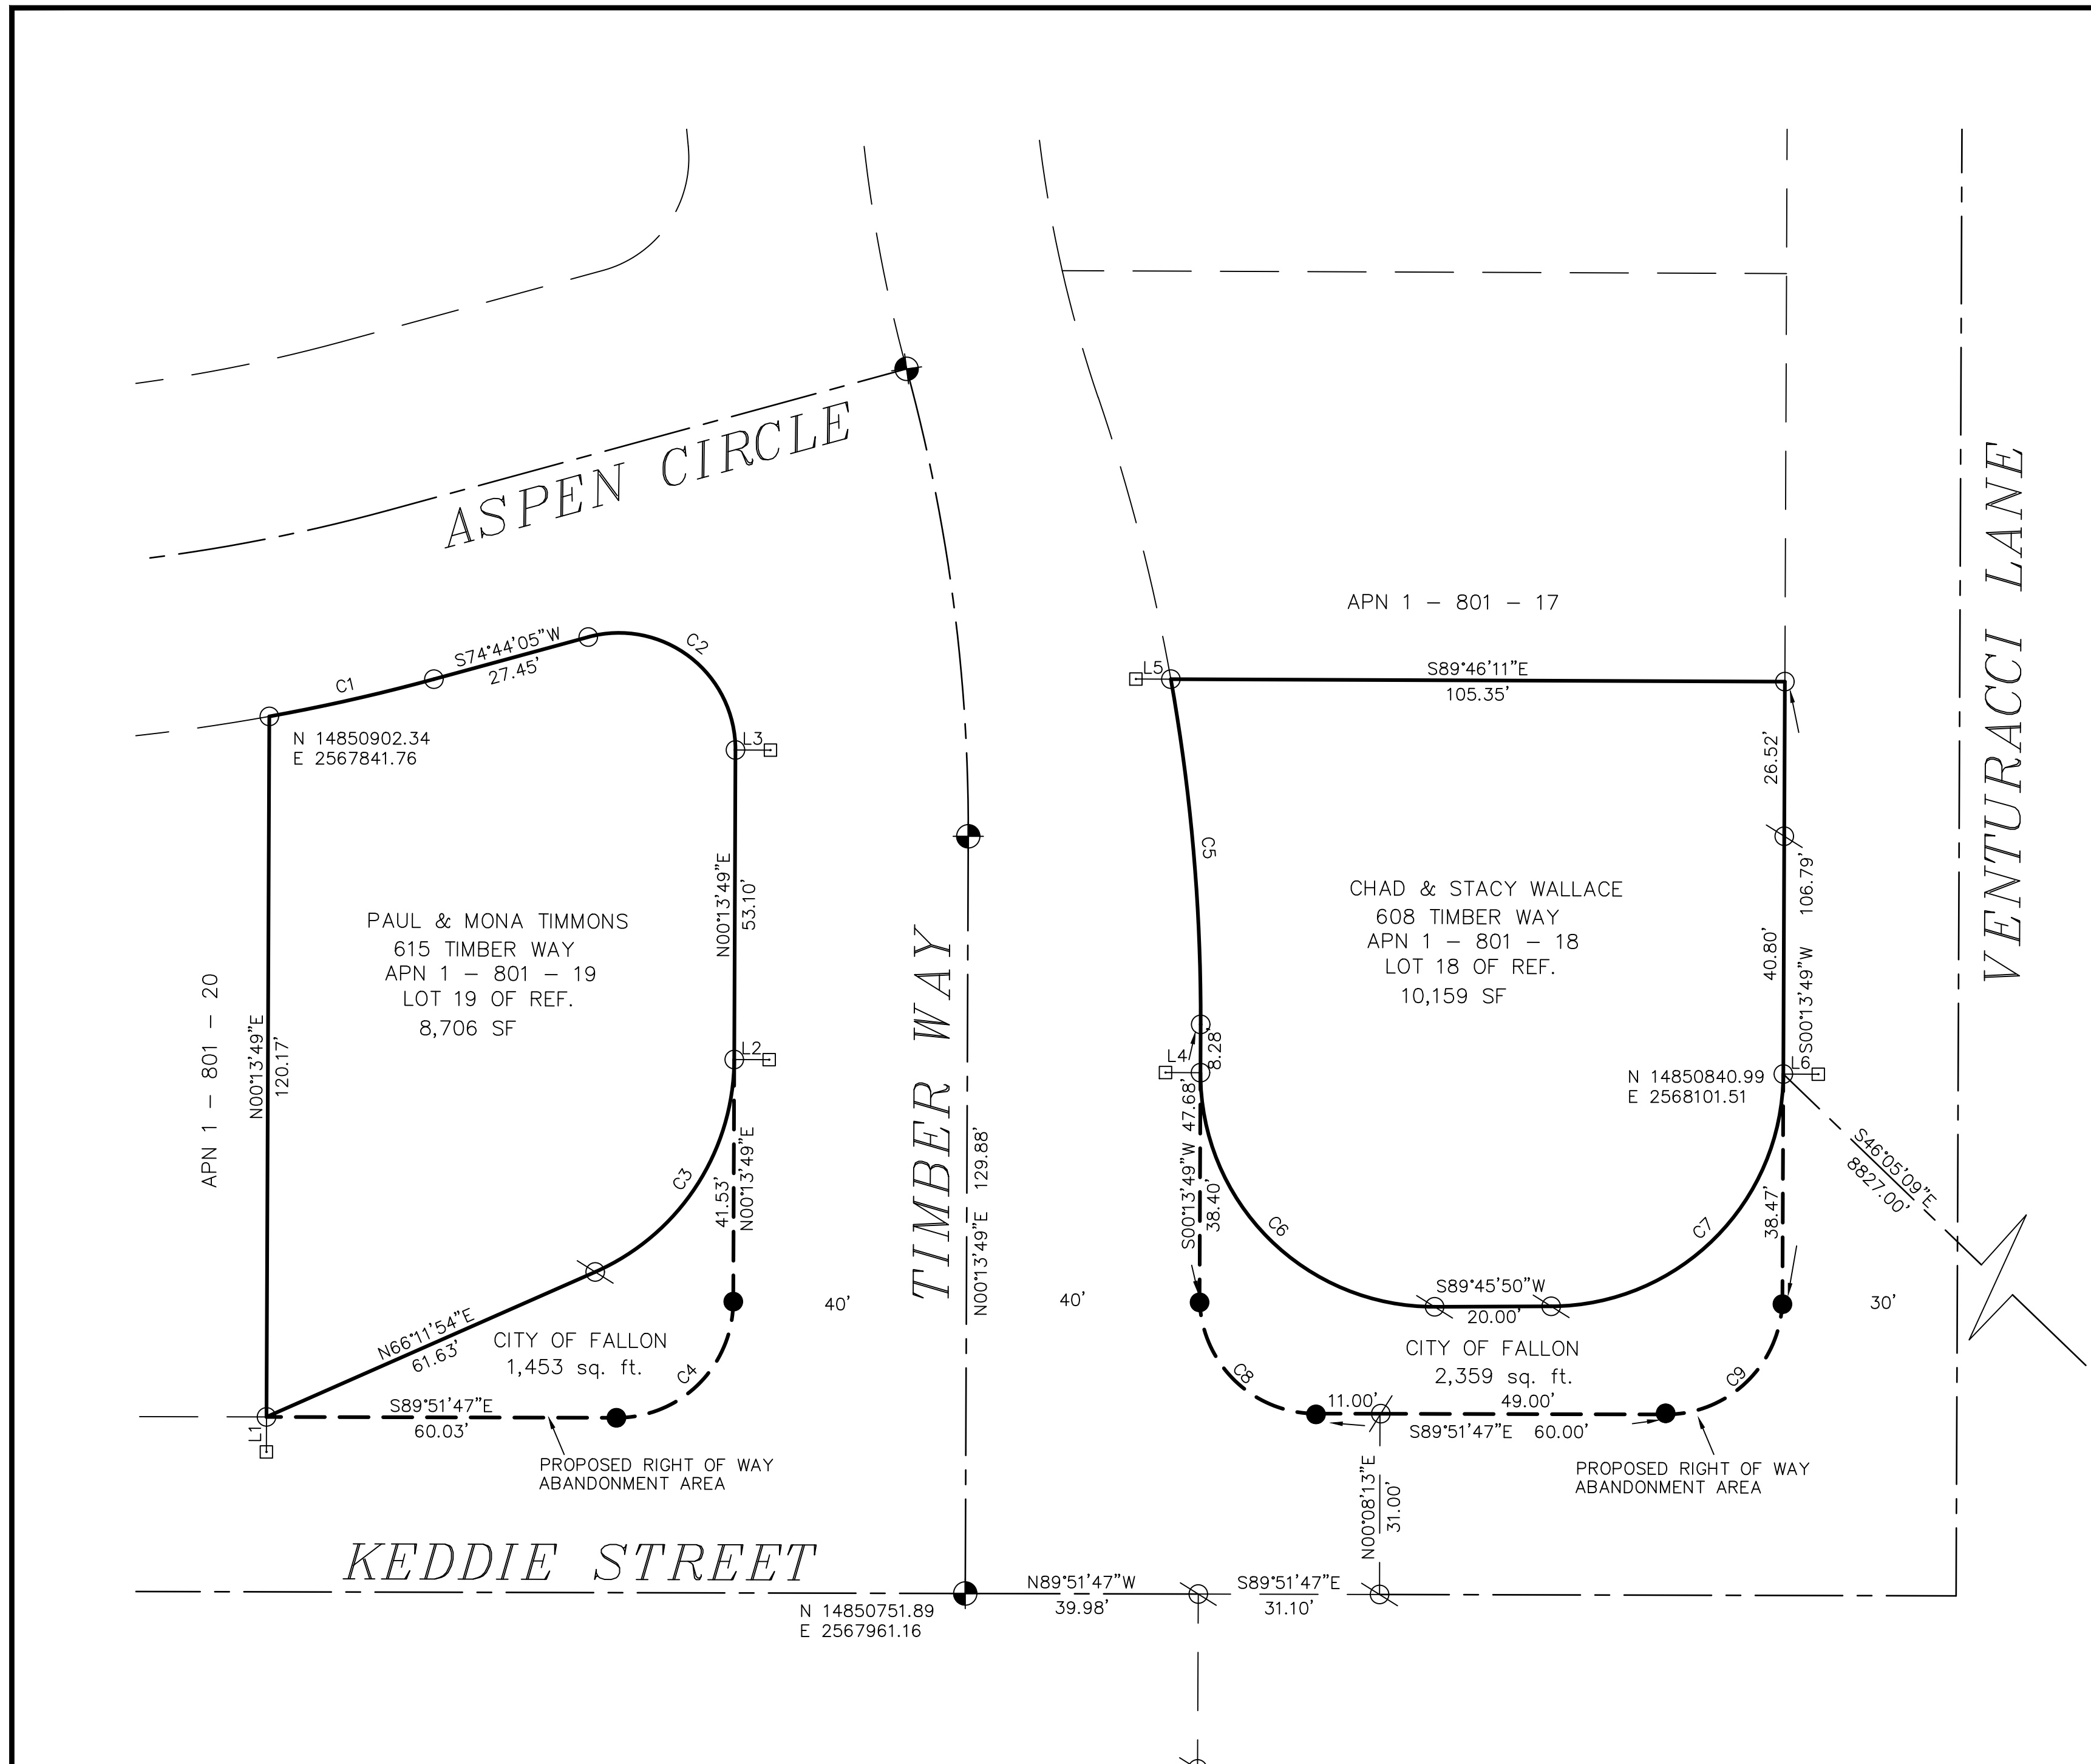 ASPEN CIRCLE
C1
S74°44'05"W
27.45'
C2
L3
N 14850902.34
E 2567841.76
N00°13'49"E
53.10'
PAUL & MONA TIMMONS
615 TIMBER WAY
APN 1 - 801 - 19
LOT 19 OF REF.
8,706 SF
APN 1 - 801 - 20
N00°13'49"E
120.17'
L2
C3
41.53'
N00°13'49"E
N66°11'54"E
61.63'
CITY OF FALLON
1,453 sq. ft.
C4
L1
S89°51'47"E
60.03'
PROPOSED RIGHT OF WAY
ABANDONMENT AREA
KEDDIE STREET
TIMBER WAY
N00°13'49"E 129.88'
40'
40'
N 14850751.89
E 2567961.16
N89°51'47"W
39.98'
S89°51'47"E
31.10'
N00°08'13"E
31.00'
APN 1 - 801 - 17
L5
S89°46'11"E
105.35'
26.52'
C5
CHAD & STACY WALLACE
608 TIMBER WAY
APN 1 - 801 - 18
LOT 18 OF REF.
10,159 SF
40.80'
S00°13'49"W 106.79'
8.28'
L4
L6
N 14850840.99
E 2568101.51
S00°13'49"W 47.68'
38.40'
C6
C7
38.47'
S46°05'09"E
8827.00'
S89°45'50"W
20.00'
CITY OF FALLON
2,359 sq. ft.
C8
C9
11.00'
49.00'
S89°51'47"E 60.00'
30'
PROPOSED RIGHT OF WAY
ABANDONMENT AREA
VENTURACCI LANE